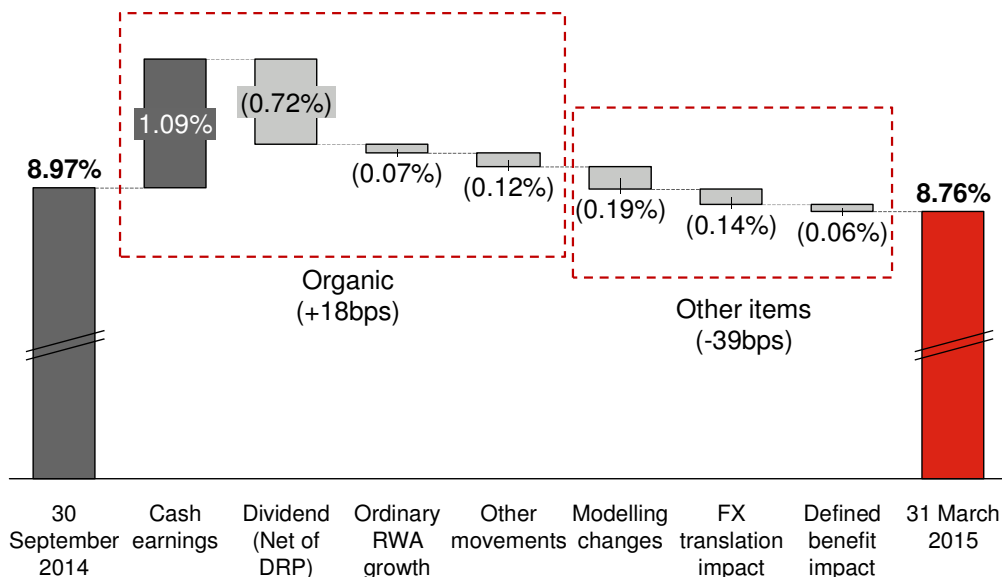 8.97%
1.09%
(0.72%)
(0.07%)
(0.12%)
(0.19%)
(0.14%)
(0.06%)
8.76%
Organic
(+18bps)
Other items
(-39bps)
30
September
2014
Cash
earnings
Dividend
(Net of
DRP)
Ordinary
RWA
growth
Other
movements
Modelling
changes
FX
translation
impact
Defined
benefit
impact
31 March
2015